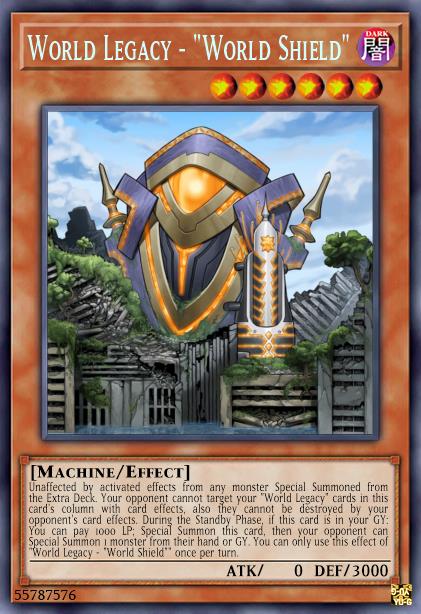 World Legacy - "World Shield"
DARK
闇
[Machine/Effect]
Unaffected by activated effects from any monster Special Summoned from
the Extra Deck. Your opponent cannot target your "World Legacy" cards in this
card's column with card effects, also they cannot be destroyed by your
opponent's card effects. During the Standby Phase, if this card is in your GY:
You can pay 1000 LP; Special Summon this card, then your opponent can
Special Summon 1 monster from their hand or GY. You can only use this effect of
"World Legacy - "World Shield"" once per turn.
ATK/ 0 DEF/3000
55787576